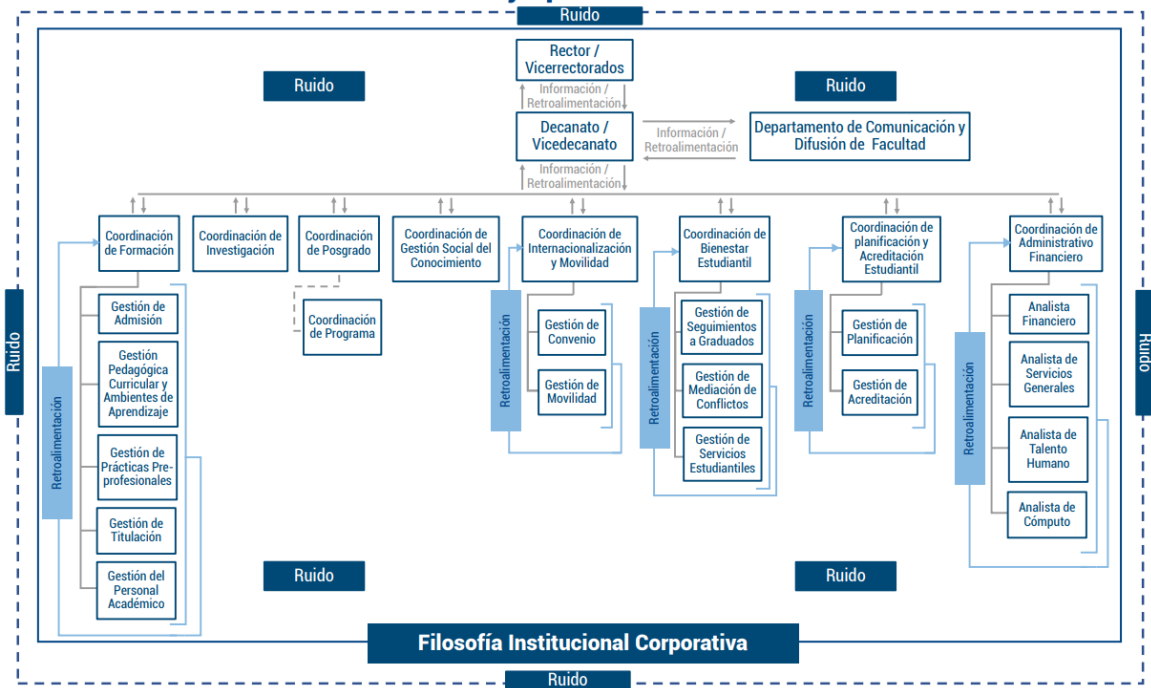 Ruido
Rector /
Vicerrectorados
Ruido
Ruido
Información /
Retroalimentación
Decanato /
Vicedecanato
Información /
Retroalimentación
Departamento de Comunicación y
Difusión de Facultad
Información /
Retroalimentación
Coordinación
de Formación
Coordinación de
Investigación
Coordinación
de Posgrado
Coordinación de
Gestión Social del
Conocimiento
Coordinación de
Internacionalización
y Movilidad
Coordinación de
Bienestar
Estudiantil
Coordinación de
planificación y
Acreditación
Estudiantil
Coordinación de
Administrativo
Financiero
Ruido
Retroalimentación
Gestión de
Admisión
Gestión
Pedagógica
Curricular y
Ambientes de
Aprendizaje
Gestión de
Prácticas Pre-
profesionales
Gestión de
Titulación
Gestión del
Personal
Académico
Coordinación
de Programa
Retroalimentación
Gestión de
Convenio
Gestión de
Movilidad
Retroalimentación
Gestión de
Seguimientos
a Graduados
Gestión de
Mediación de
Conflictos
Gestión de
Servicios
Estudiantiles
Retroalimentación
Gestión de
Planificación
Gestión de
Acreditación
Retroalimentación
Analista
Financiero
Analista de
Servicios
Generales
Analista de
Talento
Humano
Analista de
Cómputo
Ruido
Ruido
Ruido
Filosofía Institucional Corporativa
Ruido